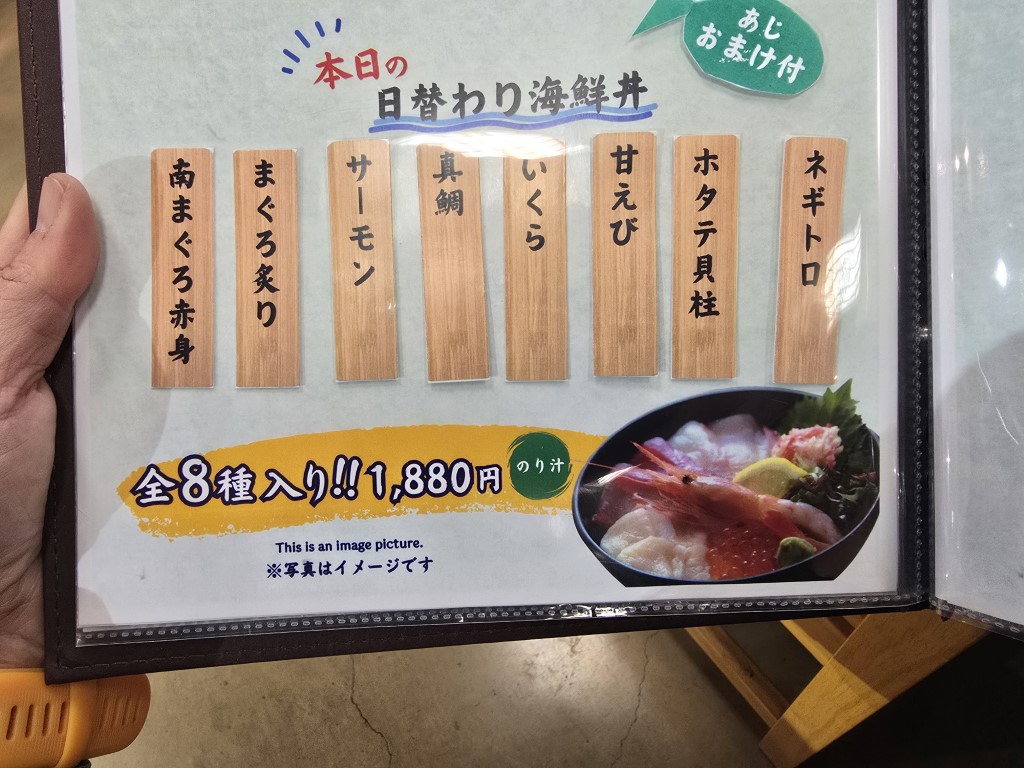 あじ
おまけ付
本日の
日替わり海鮮丼
ネギトロ
ホタテ貝柱
甘えび
いくら
真鯛
サーモン
まぐろ炙り
南まぐろ赤身
全8種入り!!1,880円
のり汁
This is an image picture.
※写真はイメージです